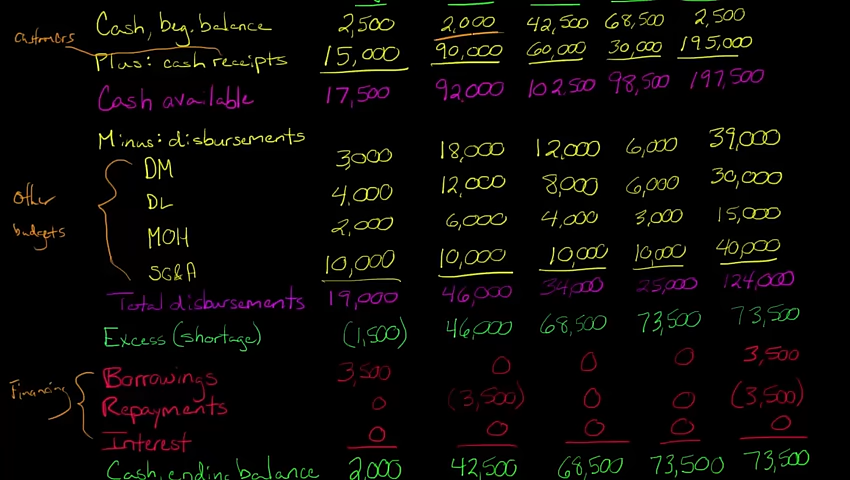 Cash, beg. balance 2,500 2,000 42,500 68,500 2,500
customers
Plus: cash receipts 15,000 90,000 60,000 30,000 195,000
Cash available 17,500 92,000 102,500 98,500 197,500
Minus: disbursements
DM 3,000 18,000 12,000 6,000 39,000
Other budgets
DL 4,000 12,000 8,000 6,000 30,000
MOH 2,000 6,000 4,000 3,000 15,000
SG&A 10,000 10,000 10,000 10,000 40,000
Total disbursements 19,000 46,000 34,000 25,000 124,000
Excess (shortage) (1,500) 46,000 68,500 73,500 73,500
Financing
Borrowings 3,500 0 0 0 3,500
Repayments 0 (3,500) 0 0 (3,500)
Interest 0 0 0 0 0
Cash, ending balance 2,000 42,500 68,500 73,500 73,500